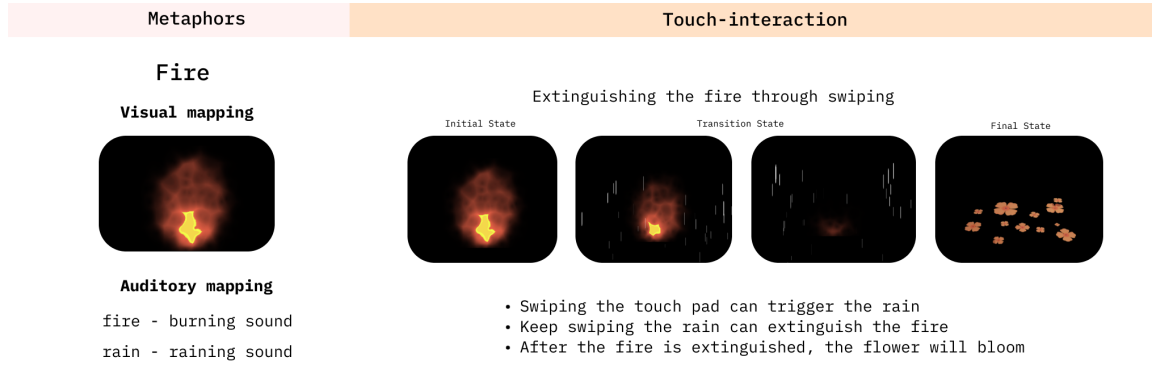 Metaphors
Touch-interaction
Fire
Visual mapping
Auditory mapping
fire - burning sound
rain - raining sound
Extinguishing the fire through swiping
Initial State
Transition State
Final State
• Swiping the touch pad can trigger the rain
• Keep swiping the rain can extinguish the fire
• After the fire is extinguished, the flower will bloom